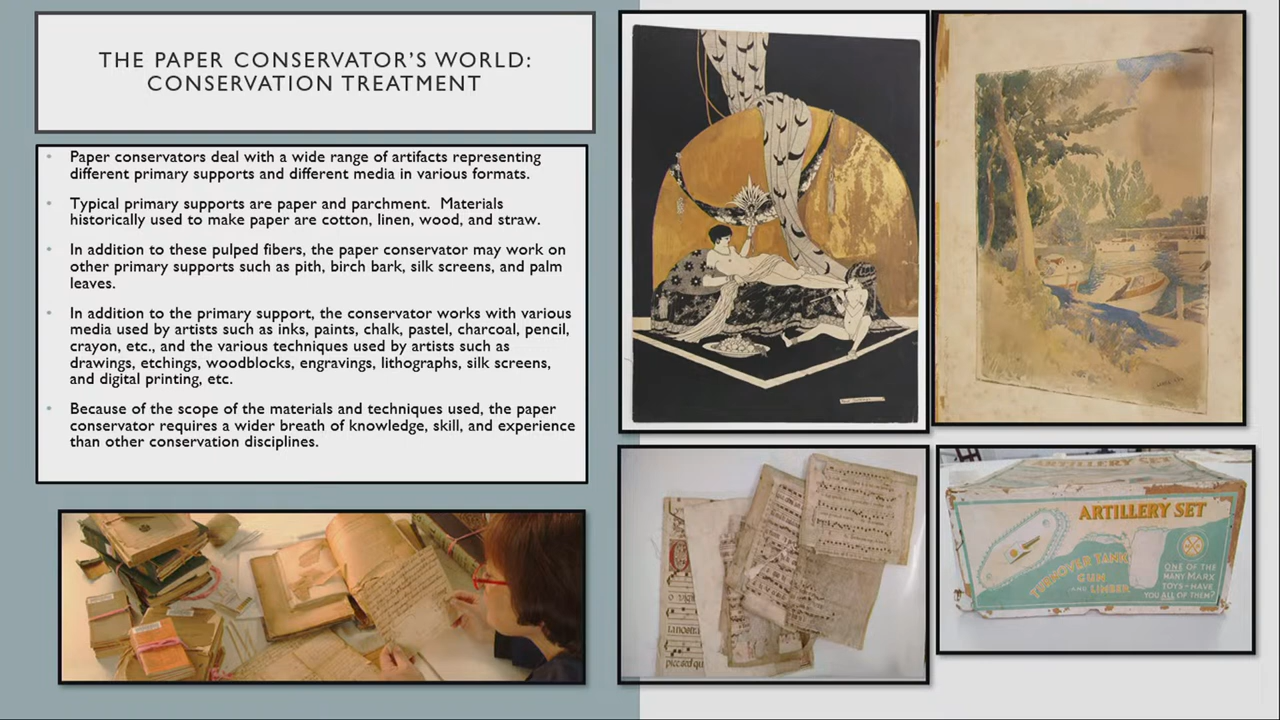 THE PAPER CONSERVATOR'S WORLD:
CONSERVATION TREATMENT
Paper conservators deal with a wide range of artifacts representing
different primary supports and different media in various formats.
Typical primary supports are paper and parchment. Materials
historically used to make paper are cotton, linen, wood, and straw.
In addition to these pulped fibers, the paper conservator may work on
other primary supports such as pith, birch bark, silk screens, and palm
leaves.
In addition to the primary support, the conservator works with various
media used by artists such as inks, paints, chalk, pastel, charcoal, pencil,
crayon, etc., and the various techniques used by artists such as
drawings, etchings, woodblocks, engravings, lithographs, silk screens,
and digital printing, etc.
Because of the scope of the materials and techniques used, the paper
conservator requires a wider breath of knowledge, skill, and experience
than other conservation disciplines.
ARTILLERY SET
ARTILLERY SET
TURNOVER TANK
GUN
AND LIMBER
ONE OF THE
MANY MARX
TOYS-HAVE
YOU ALL OF THEM?